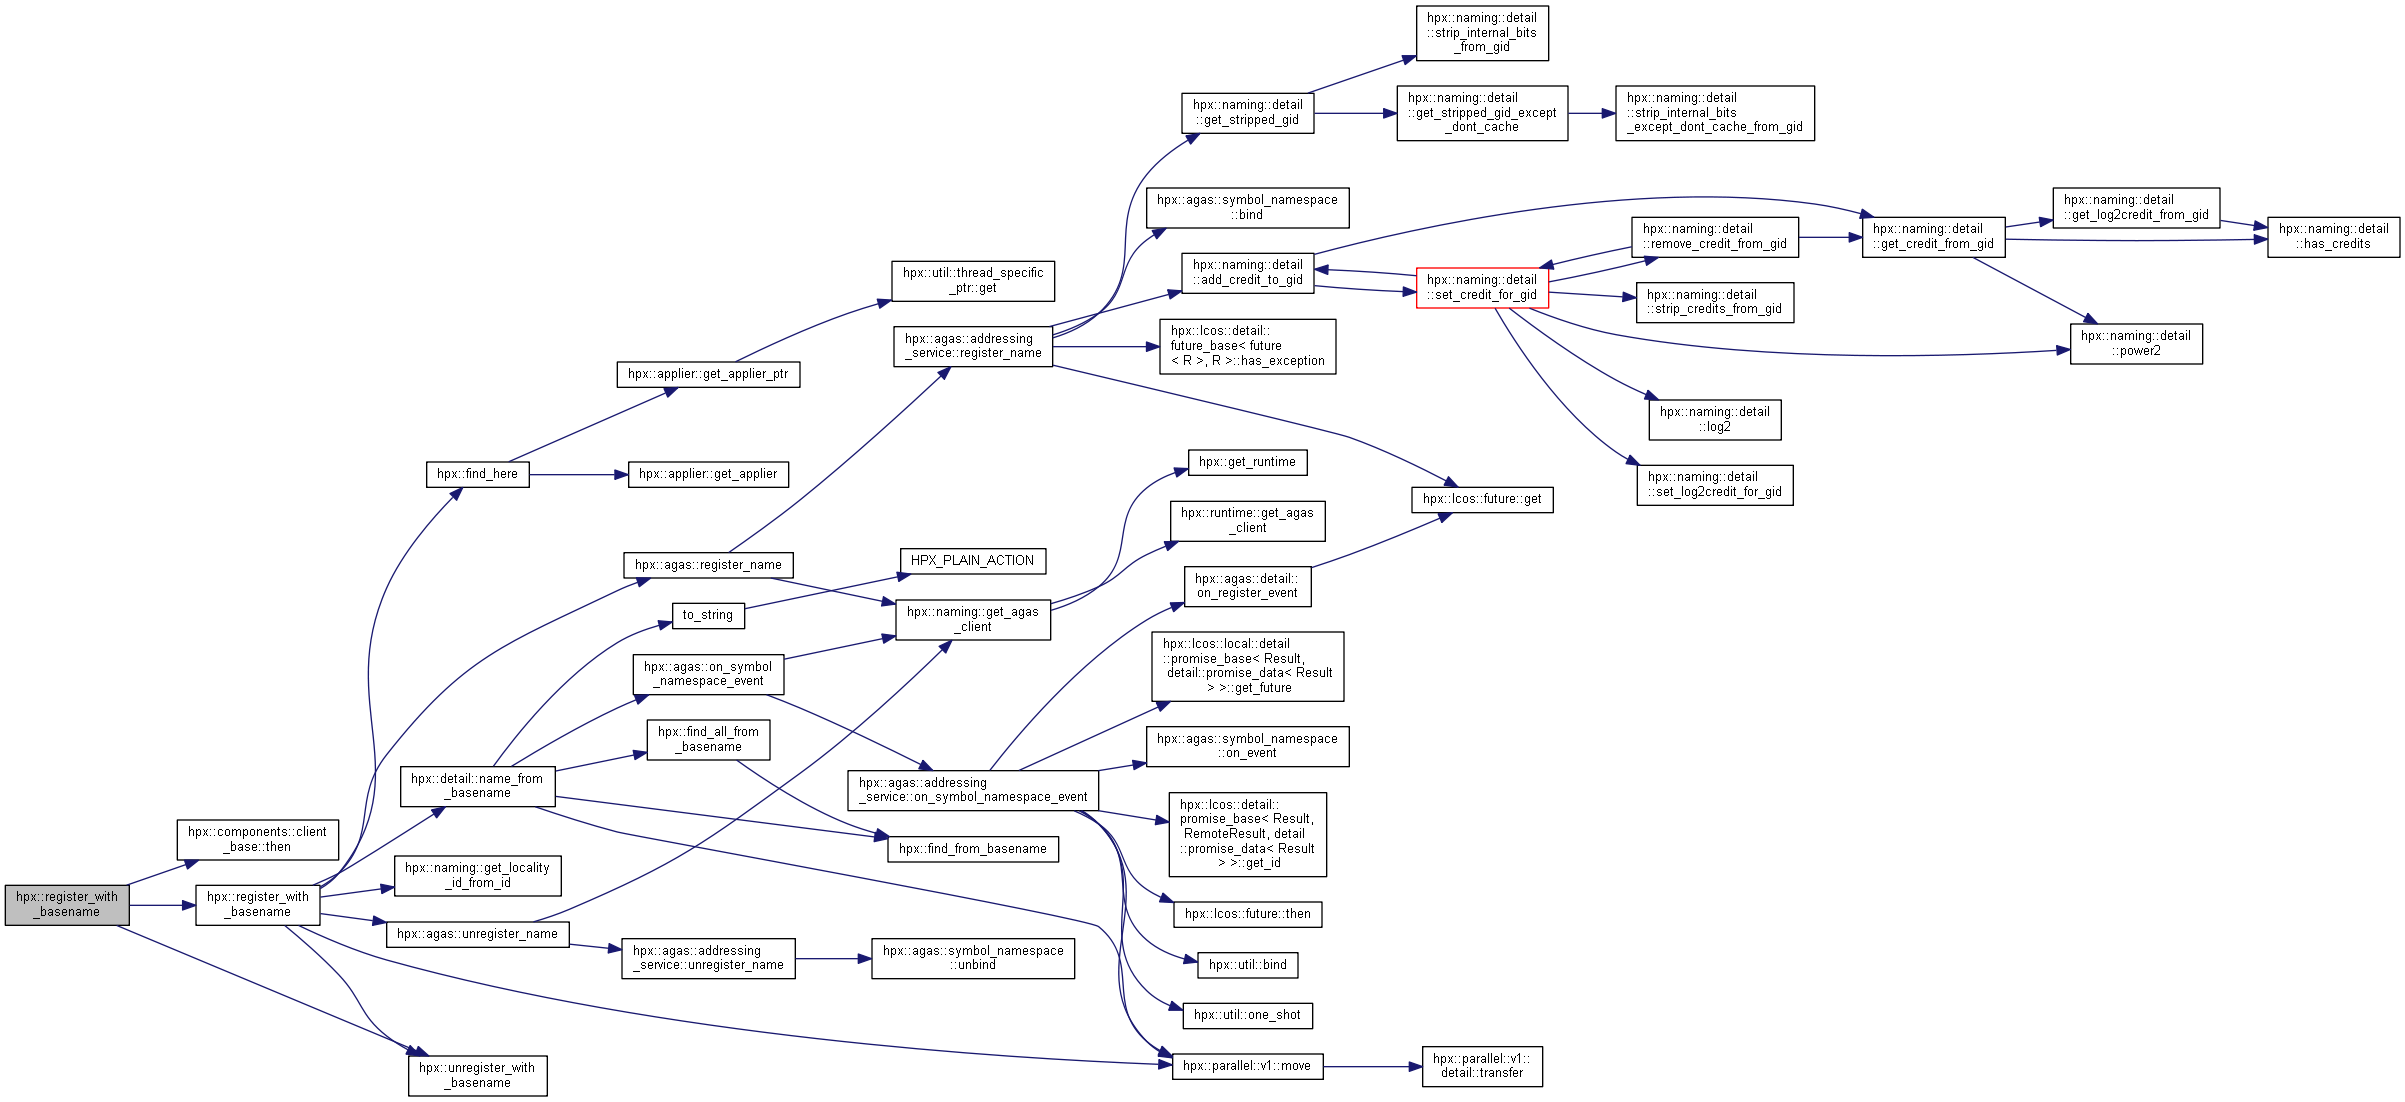 hpx::register_with
_basename
hpx::components::client
_base::then
hpx::register_with
_basename
hpx::unregister_with
_basename
hpx::find_here
hpx::detail::name_from
_basename
hpx::naming::get_locality
_id_from_id
hpx::agas::unregister_name
hpx::applier::get_applier_ptr
hpx::applier::get_applier
hpx::agas::register_name
to_string
hpx::agas::on_symbol
_namespace_event
hpx::find_all_from
_basename
hpx::agas::addressing
_service::unregister_name
hpx::util::thread_specific
_ptr::get
hpx::agas::addressing
_service::register_name
HPX_PLAIN_ACTION
hpx::naming::get_agas
_client
hpx::agas::addressing
_service::on_symbol_namespace_event
hpx::find_from_basename
hpx::agas::symbol_namespace
::unbind
hpx::naming::detail
::get_stripped_gid
hpx::agas::symbol_namespace
::bind
hpx::naming::detail
::add_credit_to_gid
hpx::lcos::detail::
future_base< future
< R >, R >::has_exception
hpx::get_runtime
hpx::runtime::get_agas
_client
hpx::agas::detail::
on_register_event
hpx::lcos::local::detail
::promise_base< Result,
detail::promise_data< Result
> >::get_future
hpx::agas::symbol_namespace
::on_event
hpx::lcos::detail::
promise_base< Result,
RemoteResult, detail
::promise_data< Result
> >::get_id
hpx::lcos::future::then
hpx::util::bind
hpx::util::one_shot
hpx::parallel::v1::move
hpx::naming::detail
::strip_internal_bits
_from_gid
hpx::naming::detail
::get_stripped_gid_except
_dont_cache
hpx::naming::detail
::set_credit_for_gid
hpx::lcos::future::get
hpx::parallel::v1::
detail::transfer
hpx::naming::detail
::strip_internal_bits
_except_dont_cache_from_gid
hpx::naming::detail
::remove_credit_from_gid
hpx::naming::detail
::strip_credits_from_gid
hpx::naming::detail
::log2
hpx::naming::detail
::set_log2credit_for_gid
hpx::naming::detail
::get_credit_from_gid
hpx::naming::detail
::get_log2credit_from_gid
hpx::naming::detail
::power2
hpx::naming::detail
::has_credits